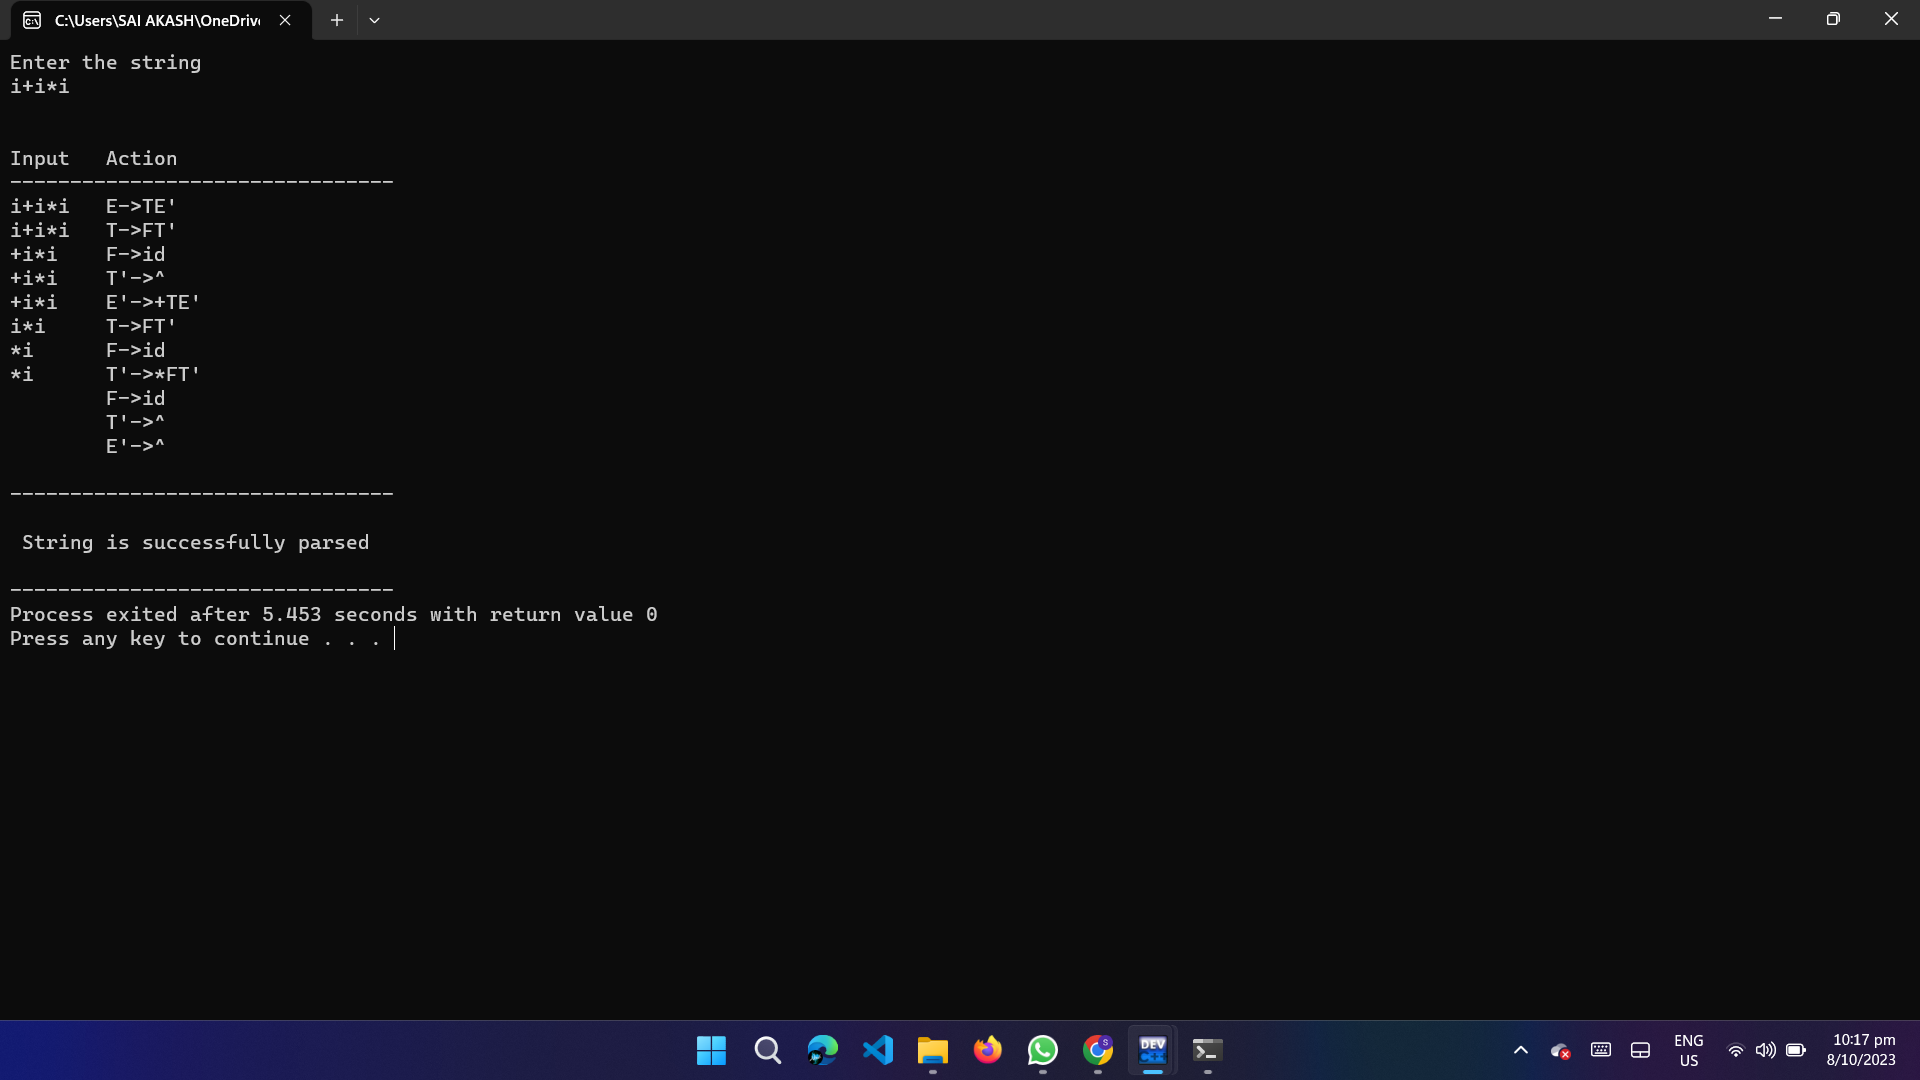 C:\Users\SAI AKASH\OneDriv
Enter the string
i+i*i
Input   Action
--------------------------------
i+i*i   E->TE'
i+i*i   T->FT'
+i*i    F->id
+i*i    T'->^
+i*i    E'->+TE'
i*i     T->FT'
*i      F->id
*i      T'->*FT'
        F->id
        T'->^
        E'->^
--------------------------------
 String is successfully parsed
--------------------------------
Process exited after 5.453 seconds with return value 0
Press any key to continue . . .
S
DEV
ENG
US
10:17 pm
8/10/2023